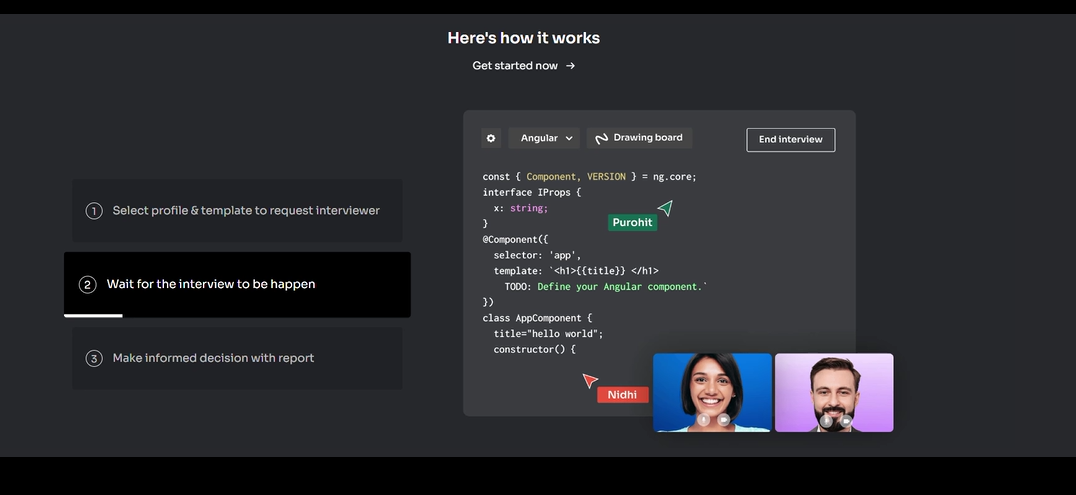 Here's how it works
Get started now →
1 Select profile & template to request interviewer
2 Wait for the interview to be happen
3 Make informed decision with report
Angular
Drawing board
End interview
const { Component, VERSION } = ng.core;
interface IProps {
x: string;
}
Purohit
@Component({
selector: 'app',
template: `<h1>{{title}} </h1>
TODO: Define your Angular component.`
})
class AppComponent {
title="hello world";
constructor() {
Nidhi